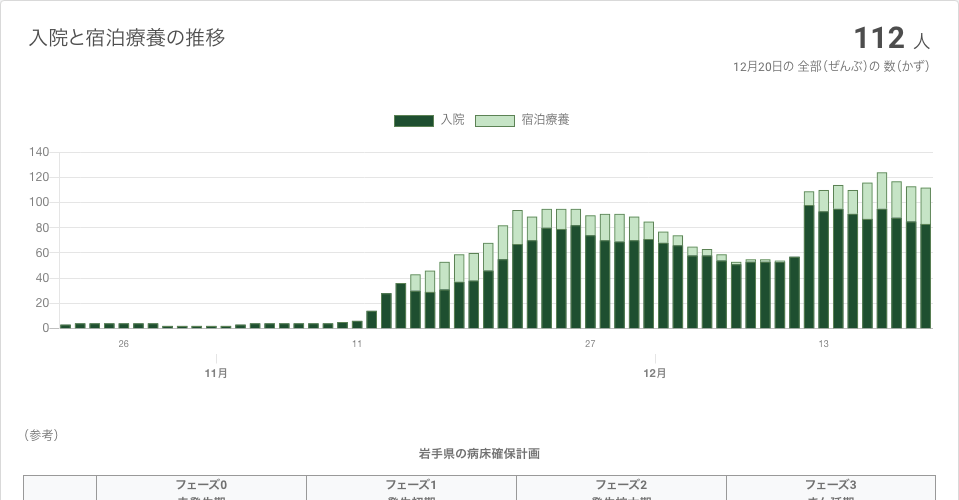 入院と宿泊療養の推移
112 人
12月20日の 全部（ぜんぶ）の 数（かず）
入院 宿泊療養
140
120
100
80
60
40
20
0
26 11 27 13
11月 12月
（参考）
岩手県の病床確保計画
フェーズ0 フェーズ1 フェーズ2 フェーズ3